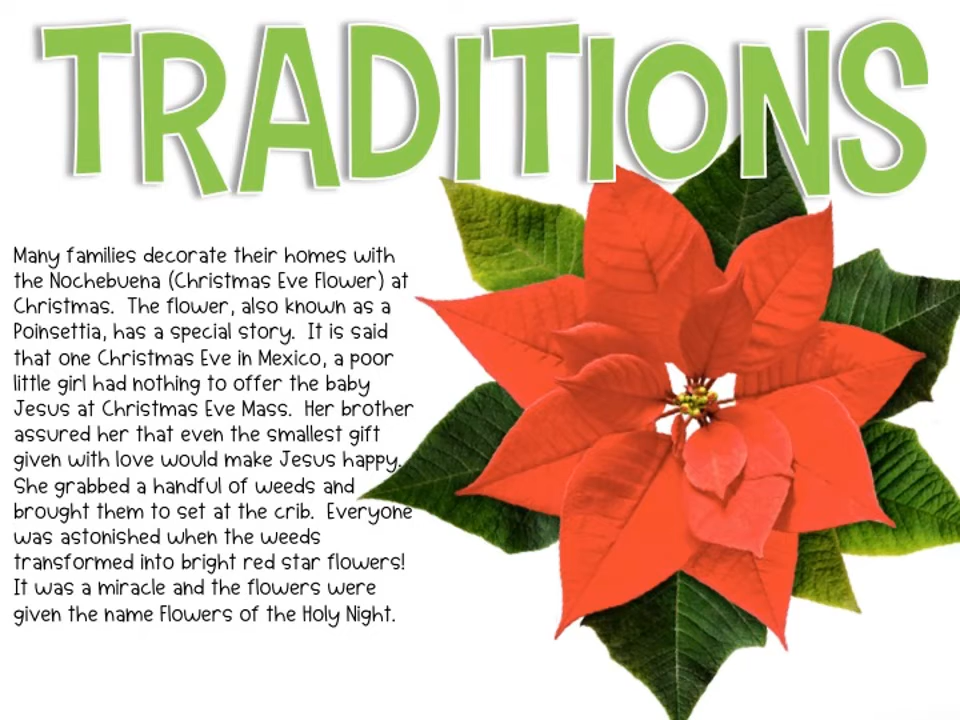 TRADITIONS
Many families decorate their homes with
the Nochebuena (Christmas Eve Flower) at
Christmas.  The flower, also known as a
Poinsettia, has a special story.  It is said
that one Christmas Eve in Mexico, a poor
little girl had nothing to offer the baby
Jesus at Christmas Eve Mass.  Her brother
assured her that even the smallest gift
given with love would make Jesus happy.
She grabbed a handful of weeds and
brought them to set at the crib.  Everyone
was astonished when the weeds
transformed into bright red star flowers!
It was a miracle and the flowers were
given the name Flowers of the Holy Night.